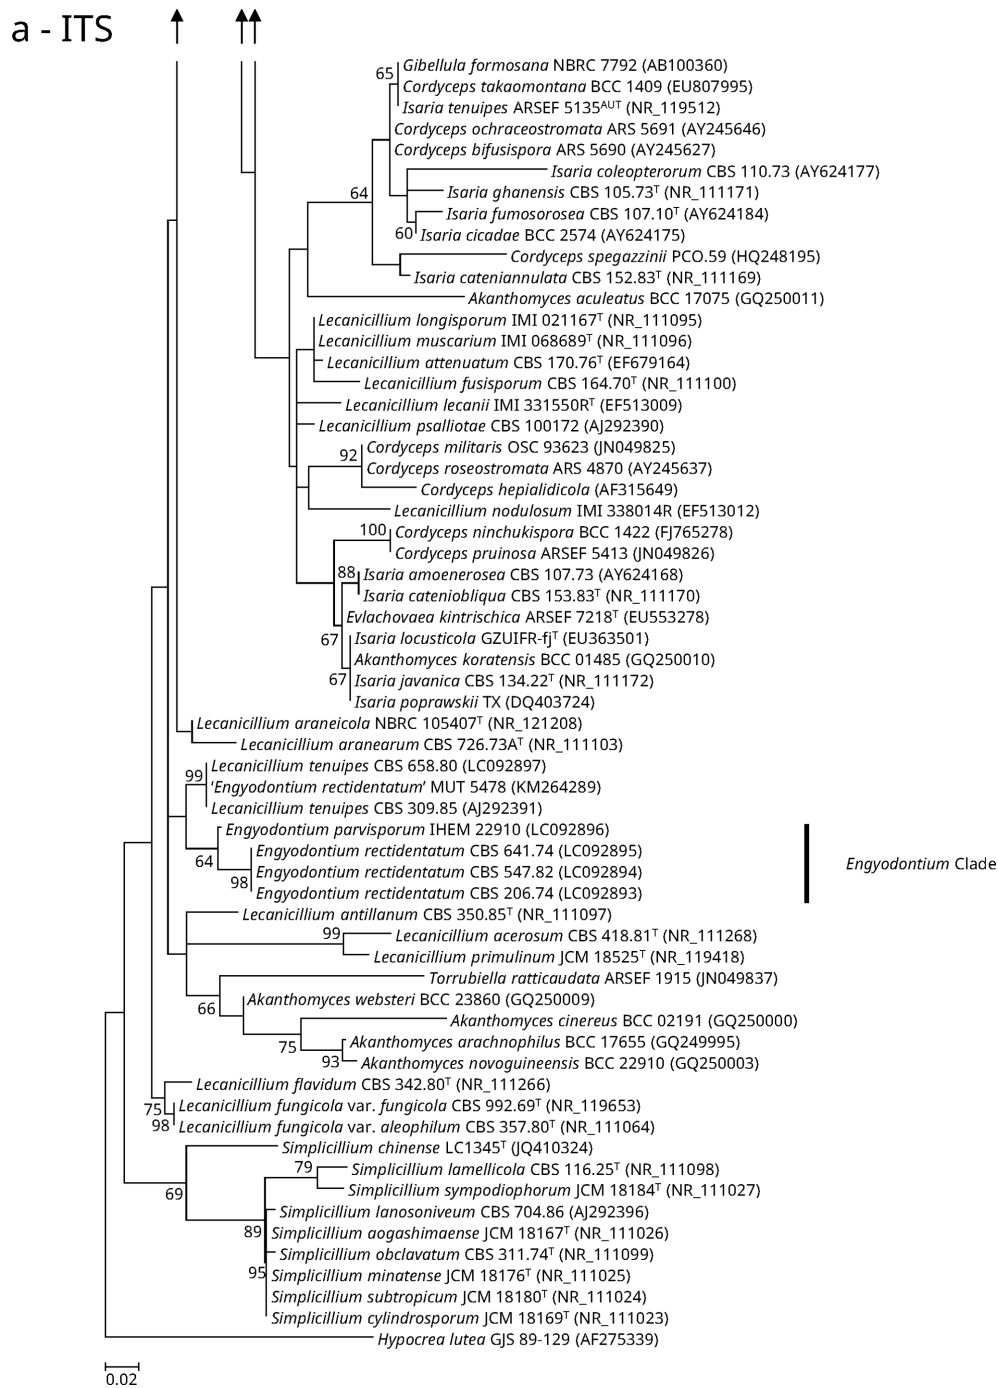 a - ITS
65
Gibellula formosana NBRC 7792 (AB100360)
Cordyceps takaomontana BCC 1409 (EU807995)
Isaria tenuipes ARSEF 5135ᴬᵁᵀ (NR_119512)
Cordyceps ochraceostromata ARS 5691 (AY245646)
Cordyceps bifusispora ARS 5690 (AY245627)
Isaria coleopterorum CBS 110.73 (AY624177)
64
Isaria ghanensis CBS 105.73ᵀ (NR_111171)
Isaria fumosorosea CBS 107.10ᵀ (AY624184)
60
Isaria cicadae BCC 2574 (AY624175)
Cordyceps spegazzinii PCO.59 (HQ248195)
Isaria cateniannulata CBS 152.83ᵀ (NR_111169)
Akanthomyces aculeatus BCC 17075 (GQ250011)
Lecanicillium longisporum IMI 021167ᵀ (NR_111095)
Lecanicillium muscarium IMI 068689ᵀ (NR_111096)
Lecanicillium attenuatum CBS 170.76ᵀ (EF679164)
Lecanicillium fusisporum CBS 164.70ᵀ (NR_111100)
Lecanicillium lecanii IMI 331550Rᵀ (EF513009)
Lecanicillium psalliotae CBS 100172 (AJ292390)
Cordyceps militaris OSC 93623 (JN049825)
92
Cordyceps roseostromata ARS 4870 (AY245637)
Cordyceps hepialidicola (AF315649)
Lecanicillium nodulosum IMI 338014R (EF513012)
100
Cordyceps ninchukispora BCC 1422 (FJ765278)
Cordyceps pruinosa ARSEF 5413 (JN049826)
88
Isaria amoenerosea CBS 107.73 (AY624168)
Isaria cateniobliqua CBS 153.83ᵀ (NR_111170)
Evlachovaea kintrischica ARSEF 7218ᵀ (EU553278)
67
Isaria locusticola GZUIFR-fjᵀ (EU363501)
Akanthomyces koratensis BCC 01485 (GQ250010)
67
Isaria javanica CBS 134.22ᵀ (NR_111172)
Isaria poprawskii TX (DQ403724)
Lecanicillium araneicola NBRC 105407ᵀ (NR_121208)
Lecanicillium aranearum CBS 726.73Aᵀ (NR_111103)
Lecanicillium tenuipes CBS 658.80 (LC092897)
99
'Engyodontium rectidentatum' MUT 5478 (KM264289)
Lecanicillium tenuipes CBS 309.85 (AJ292391)
Engyodontium parvisporum IHEM 22910 (LC092896)
64
Engyodontium rectidentatum CBS 641.74 (LC092895)
Engyodontium Clade
Engyodontium rectidentatum CBS 547.82 (LC092894)
98
Engyodontium rectidentatum CBS 206.74 (LC092893)
Lecanicillium antillanum CBS 350.85ᵀ (NR_111097)
99
Lecanicillium acerosum CBS 418.81ᵀ (NR_111268)
Lecanicillium primulinum JCM 18525ᵀ (NR_119418)
Torrubiella ratticaudata ARSEF 1915 (JN049837)
66
Akanthomyces websteri BCC 23860 (GQ250009)
Akanthomyces cinereus BCC 02191 (GQ250000)
75
Akanthomyces arachnophilus BCC 17655 (GQ249995)
93
Akanthomyces novoguineensis BCC 22910 (GQ250003)
Lecanicillium flavidum CBS 342.80ᵀ (NR_111266)
75
Lecanicillium fungicola var. fungicola CBS 992.69ᵀ (NR_119653)
98
Lecanicillium fungicola var. aleophilum CBS 357.80ᵀ (NR_111064)
Simplicillium chinense LC1345ᵀ (JQ410324)
79
Simplicillium lamellicola CBS 116.25ᵀ (NR_111098)
69
Simplicillium sympodiophorum JCM 18184ᵀ (NR_111027)
Simplicillium lanosoniveum CBS 704.86 (AJ292396)
89
Simplicillium aogashimaense JCM 18167ᵀ (NR_111026)
Simplicillium obclavatum CBS 311.74ᵀ (NR_111099)
95
Simplicillium minatense JCM 18176ᵀ (NR_111025)
Simplicillium subtropicum JCM 18180ᵀ (NR_111024)
Simplicillium cylindrosporum JCM 18169ᵀ (NR_111023)
Hypocrea lutea GJS 89-129 (AF275339)
0.02